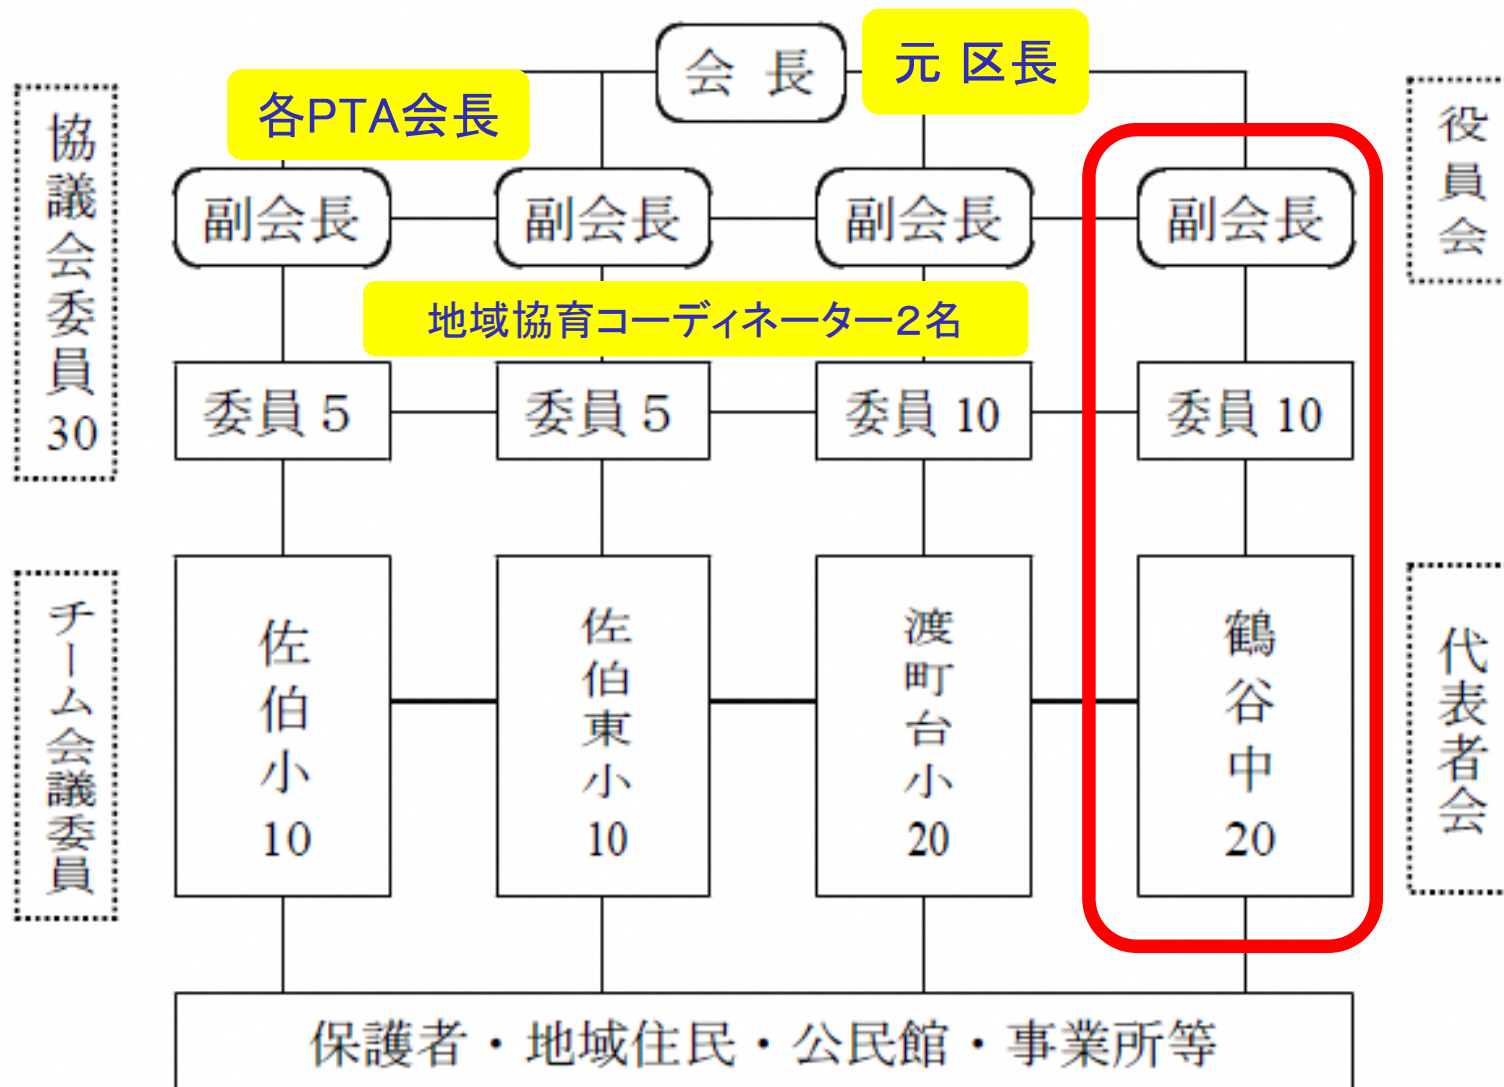 会 長
元 区長
各PTA会長
協議会委員30
役員会
副会長
副会長
副会長
副会長
地域協育コーディネーター２名
委員 5
委員 5
委員 10
委員 10
チーム会議委員
佐伯小10
佐伯東小10
渡町台小20
鶴谷中20
代表者会
保護者・地域住民・公民館・事業所等